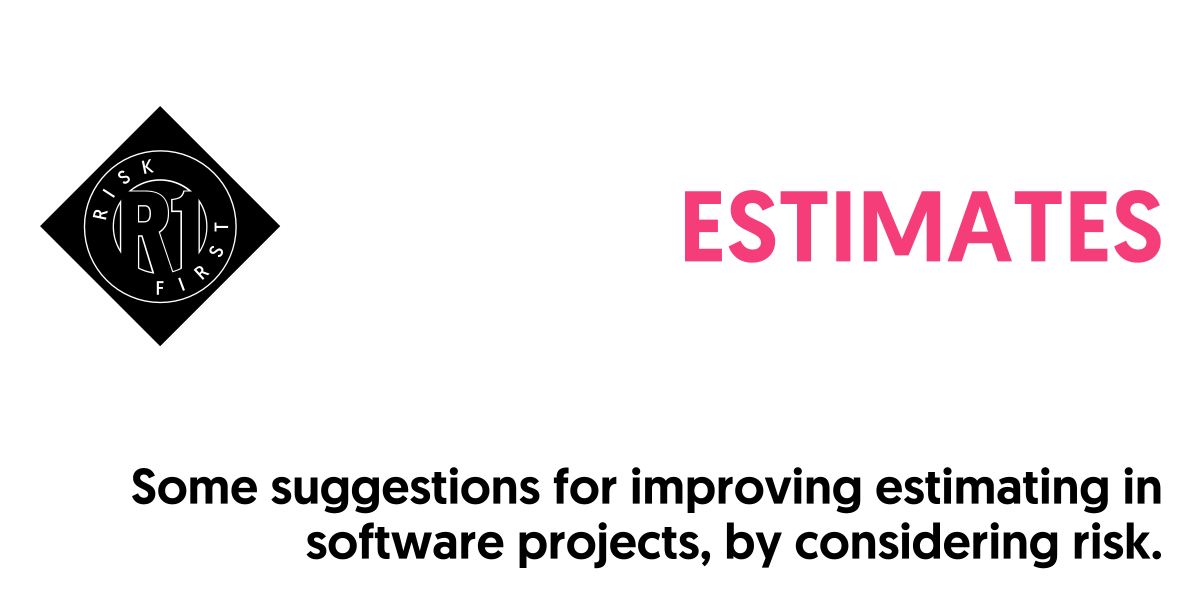 RISK
R1
FIRST
ESTIMATES
Some suggestions for improving estimating in
software projects, by considering risk.